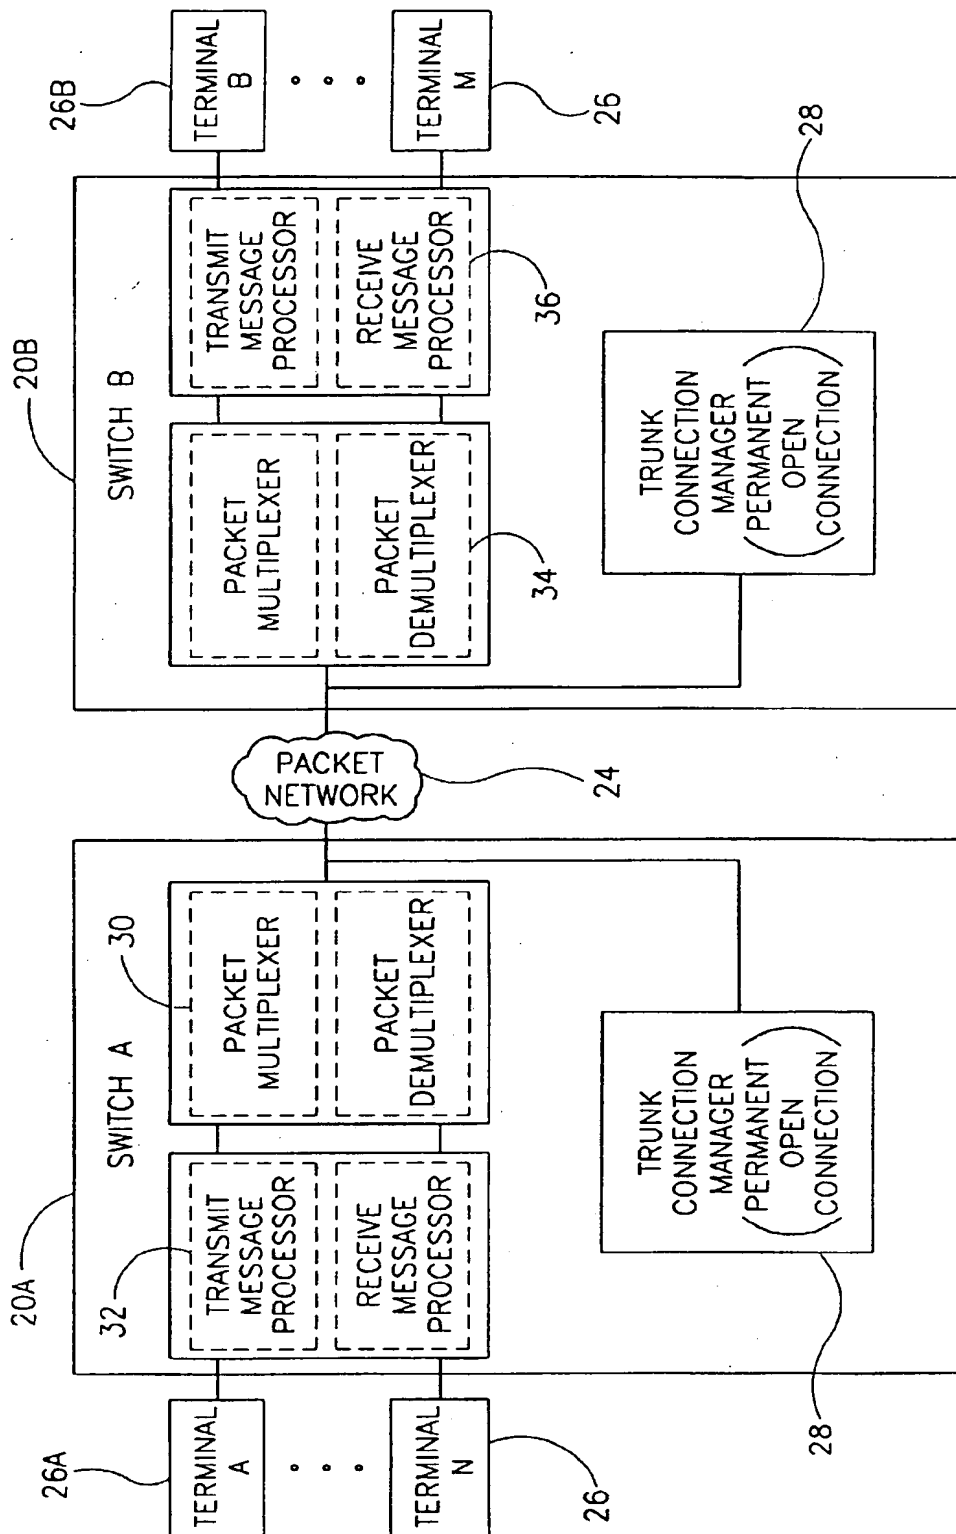 26A
TERMINAL
A
TERMINAL
N
26
20A
SWITCH A
32
TRANSMIT
MESSAGE
PROCESSOR
RECEIVE
MESSAGE
PROCESSOR
30
PACKET
MULTIPLEXER
PACKET
DEMULTIPLEXER
TRUNK
CONNECTION
MANAGER
(PERMANENT
OPEN
CONNECTION)
28
PACKET
NETWORK
24
20B
SWITCH B
PACKET
MULTIPLEXER
PACKET
DEMULTIPLEXER
34
TRANSMIT
MESSAGE
PROCESSOR
RECEIVE
MESSAGE
PROCESSOR
36
TRUNK
CONNECTION
MANAGER
(PERMANENT
OPEN
CONNECTION)
28
26B
TERMINAL
B
TERMINAL
M
26